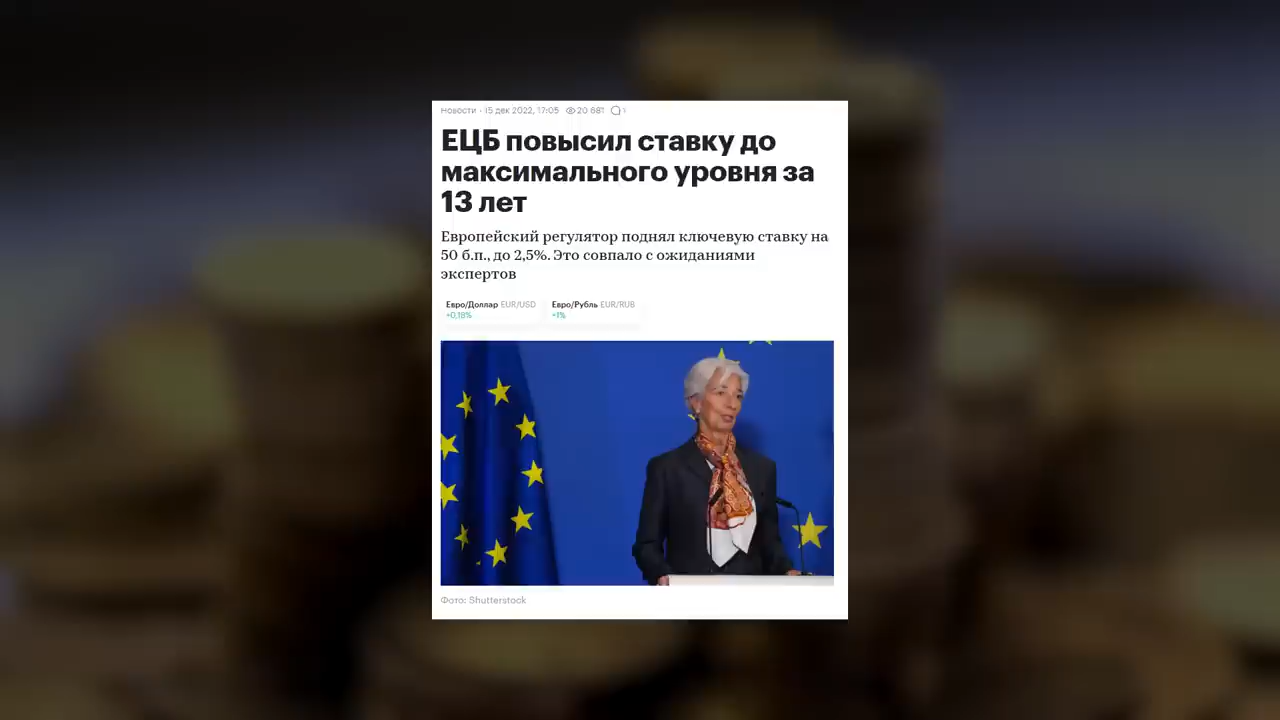 Новости · 15 дек 2022, 17:05 20 681 1
ЕЦБ повысил ставку до
максимального уровня за
13 лет
Европейский регулятор поднял ключевую ставку на
50 б.п., до 2,5%. Это совпало с ожиданиями
экспертов
Евро/Доллар EUR/USD Евро/Рубль EUR/RUB
+0,18% +1%
Фото: Shutterstock